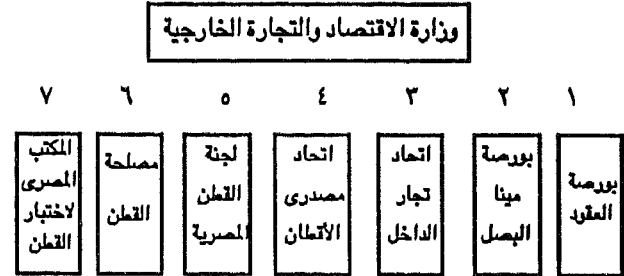 وزارة الاقتصاد والتجارة الخارجية
١ ٢ ٣ ٤ ٥ ٦ ٧
بورصة
العقود
بورصة
مينا
البصل
اتحاد
تجار
الداخل
اتحاد
مصدرى
الأقطان
لجنة
القطن
المصرية
مصلحة
القطن
المكتب
المصرى
لاختبار
القطن